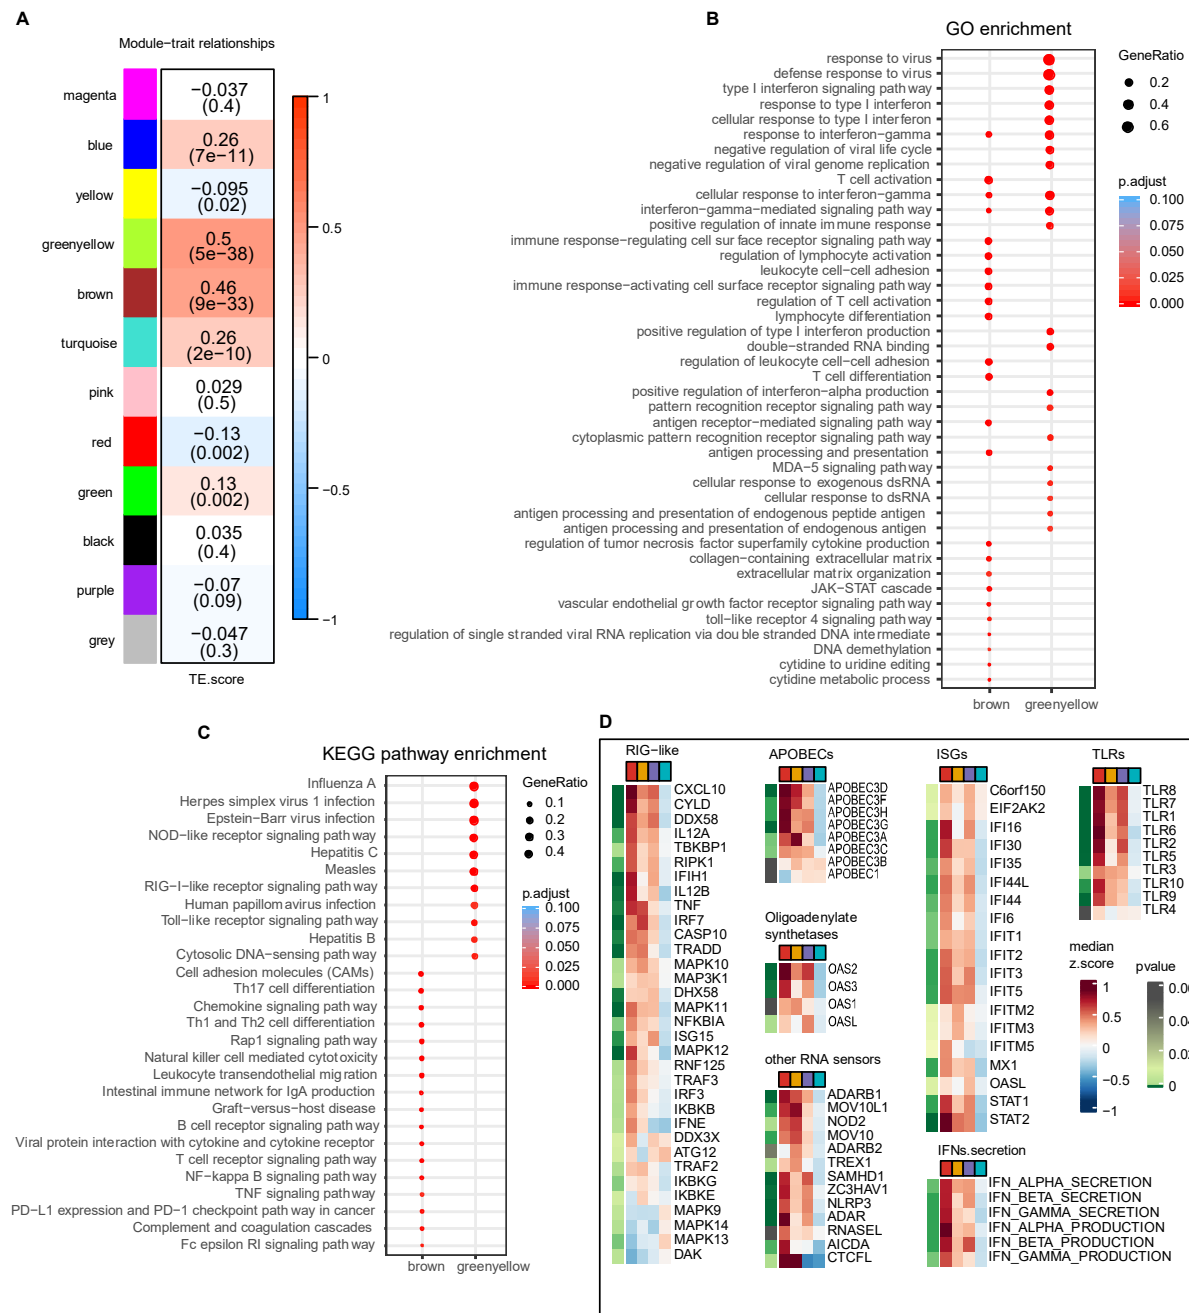 A
Module−trait relationships
magenta
−0.037
(0.4)
blue
0.26
(7e−11)
yellow
−0.095
(0.02)
greenyellow
0.5
(5e−38)
brown
0.46
(9e−33)
turquoise
0.26
(2e−10)
pink
0.029
(0.5)
red
−0.13
(0.002)
green
0.13
(0.002)
black
0.035
(0.4)
purple
−0.07
(0.09)
grey
−0.047
(0.3)
TE.score
1
0.5
0
−0.5
−1
B
GO enrichment
response to virus
defense response to virus
type I interferon signaling pathway
response to type I interferon
cellular response to type I interferon
response to interferon−gamma
negative regulation of viral life cycle
negative regulation of viral genome replication
T cell activation
cellular response to interferon−gamma
interferon−gamma−mediated signaling pathway
positive regulation of innate immune response
immune response−regulating cell surface receptor signaling pathway
regulation of lymphocyte activation
leukocyte cell−cell adhesion
immune response−activating cell surface receptor signaling pathway
regulation of T cell activation
lymphocyte differentiation
positive regulation of type I interferon production
double−stranded RNA binding
regulation of leukocyte cell−cell adhesion
T cell differentiation
positive regulation of interferon−alpha production
pattern recognition receptor signaling pathway
antigen receptor−mediated signaling pathway
cytoplasmic pattern recognition receptor signaling pathway
antigen processing and presentation
MDA−5 signaling pathway
cellular response to exogenous dsRNA
cellular response to dsRNA
antigen processing and presentation of endogenous peptide antigen
antigen processing and presentation of endogenous antigen
regulation of tumor necrosis factor superfamily cytokine production
collagen−containing extracellular matrix
extracellular matrix organization
JAK−STAT cascade
vascular endothelial growth factor receptor signaling pathway
toll−like receptor 4 signaling pathway
regulation of single stranded viral RNA replication via double stranded DNA intermediate
DNA demethylation
cytidine to uridine editing
cytidine metabolic process
brown greenyellow
GeneRatio
0.2
0.4
0.6
p.adjust
0.100
0.075
0.050
0.025
0.000
C
KEGG pathway enrichment
Influenza A
Herpes simplex virus 1 infection
Epstein−Barr virus infection
NOD−like receptor signaling pathway
Hepatitis C
Measles
RIG−I−like receptor signaling pathway
Human papillomavirus infection
Toll−like receptor signaling pathway
Hepatitis B
Cytosolic DNA−sensing pathway
Cell adhesion molecules (CAMs)
Th17 cell differentiation
Chemokine signaling pathway
Th1 and Th2 cell differentiation
Rap1 signaling pathway
Natural killer cell mediated cytotoxicity
Leukocyte transendothelial migration
Intestinal immune network for IgA production
Graft−versus−host disease
B cell receptor signaling pathway
Viral protein interaction with cytokine and cytokine receptor
T cell receptor signaling pathway
NF−kappa B signaling pathway
TNF signaling pathway
PD−L1 expression and PD−1 checkpoint pathway in cancer
Complement and coagulation cascades
Fc epsilon RI signaling pathway
brown greenyellow
GeneRatio
0.1
0.2
0.3
0.4
p.adjust
0.100
0.075
0.050
0.025
0.000
D
RIG−like
CXCL10
CYLD
DDX58
IL12A
TBKBP1
RIPK1
IFIH1
IL12B
TNF
IRF7
CASP10
TRADD
MAPK10
MAP3K1
DHX58
MAPK11
NFKBIA
ISG15
MAPK12
RNF125
TRAF3
IRF3
IKBKB
IFNE
DDX3X
ATG12
TRAF2
IKBKG
IKBKE
MAPK9
MAPK14
MAPK13
DAK
APOBECs
APOBEC3D
APOBEC3F
APOBEC3H
APOBEC3G
APOBEC3A
APOBEC3C
APOBEC3B
APOBEC1
Oligoadenylate
synthetases
OAS2
OAS3
OAS1
OASL
other RNA sensors
ADARB1
MOV10L1
NOD2
MOV10
ADARB2
TREX1
SAMHD1
ZC3HAV1
NLRP3
ADAR
RNASEL
AICDA
CTCFL
ISGs
C6orf150
EIF2AK2
IFI16
IFI30
IFI35
IFI44L
IFI44
IFI6
IFIT1
IFIT2
IFIT3
IFIT5
IFITM2
IFITM3
IFITM5
MX1
OASL
STAT1
STAT2
IFNs.secretion
IFN_ALPHA_SECRETION
IFN_BETA_SECRETION
IFN_GAMMA_SECRETION
IFN_ALPHA_PRODUCTION
IFN_BETA_PRODUCTION
IFN_GAMMA_PRODUCTION
TLRs
TLR8
TLR7
TLR1
TLR6
TLR2
TLR5
TLR3
TLR10
TLR9
TLR4
median
z.score
1
0.5
0
−0.5
−1
pvalue
0